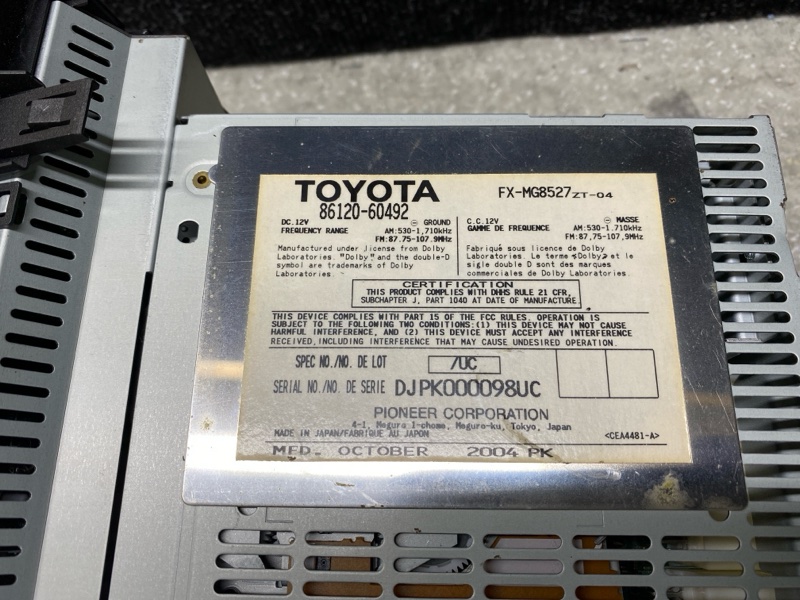 TOYOTA FX-MG8527ZT-04
86120-60492
DC.12V ⊖ GROUND
FREQUENCY RANGE AM:530-1,710kHz
FM:87.75-107.9MHz
Manufactured under license from Dolby
Laboratories. "Dolby" and the double-D
symbol are trademarks of Dolby
Laboratories.
C.C.12V ⊖ MASSE
GAMME DE FREQUENCE AM:530-1,710kHz
FM:87,75-107,9MHz
Fabriqué sous licence de Dolby
Laboratories. Le terme «Dolby» et le
sigle double D sont des marques
commerciales de Dolby Laboratories.
CERTIFICATION
THIS PRODUCT COMPLIES WITH DHHS RULE 21 CFR,
SUBCHAPTER J, PART 1040 AT DATE OF MANUFACTURE.
THIS DEVICE COMPLIES WITH PART 15 OF THE FCC RULES. OPERATION IS
SUBJECT TO THE FOLLOWING TWO CONDITIONS:(1) THIS DEVICE MAY NOT CAUSE
HARMFUL INTERFERENCE, AND (2) THIS DEVICE MUST ACCEPT ANY INTERFERENCE
RECEIVED,INCLUDING INTERFERENCE THAT MAY CAUSE UNDESIRED OPERATION.
SPEC NO./NO. DE LOT /UC
SERIAL NO./NO. DE SERIE DJPK000098UC
PIONEER CORPORATION
4-1, Meguro 1-chome, Meguro-ku, Tokyo, Japan
MADE IN JAPAN/FABRIQUE AU JAPON <CEA4481-A>
MFD. OCTOBER 2004 PK